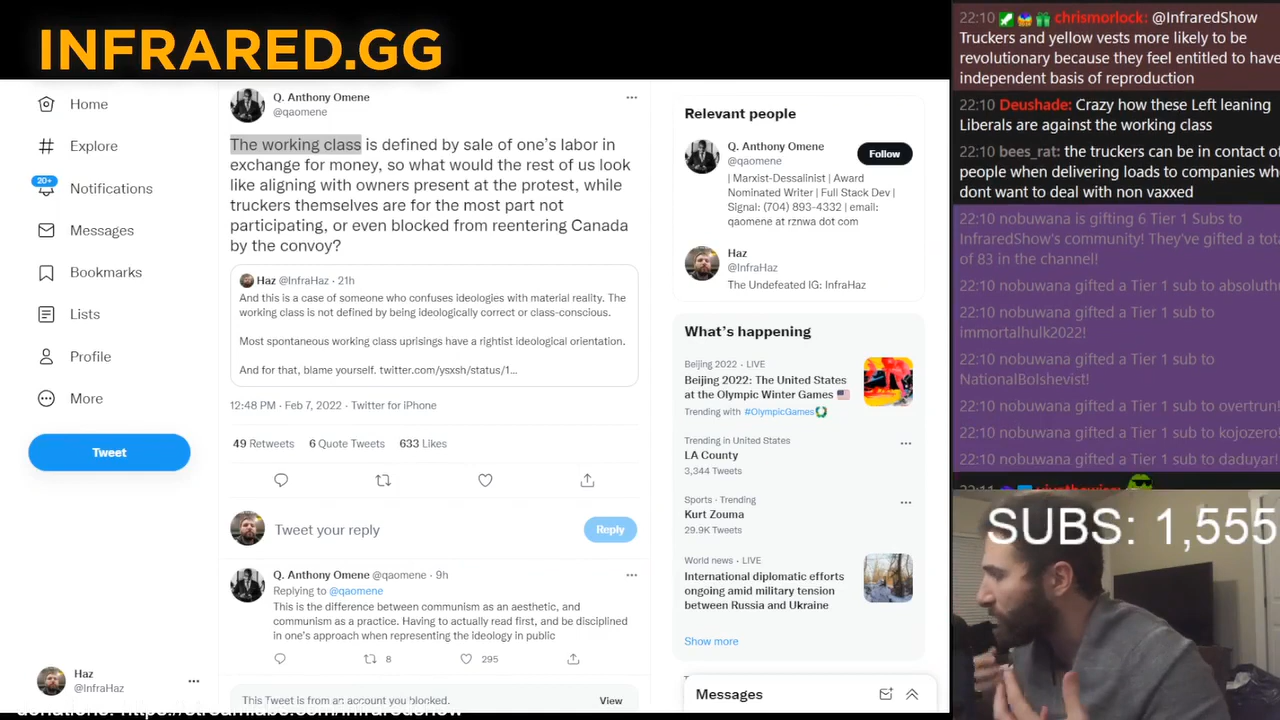 INFRARED.GG
Home
Explore
20+
Notifications
Messages
Bookmarks
Lists
Profile
More
Tweet
Haz
@InfraHaz
Q. Anthony Omene
@qaomene
The working class is defined by sale of one's labor in
exchange for money, so what would the rest of us look
like aligning with owners present at the protest, while
truckers themselves are for the most part not
participating, or even blocked from reentering Canada
by the convoy?
Haz @InfraHaz · 21h
And this is a case of someone who confuses ideologies with material reality. The
working class is not defined by being ideologically correct or class-conscious.
Most spontaneous working class uprisings have a rightist ideological orientation.
And for that, blame yourself. twitter.com/ysxsh/status/1...
12:48 PM · Feb 7, 2022 · Twitter for iPhone
49 Retweets 6 Quote Tweets 633 Likes
Tweet your reply
Reply
Q. Anthony Omene @qaomene · 9h
Replying to @qaomene
This is the difference between communism as an aesthetic, and
communism as a practice. Having to actually read first, and be disciplined
in one's approach when representing the ideology in public
8 295
This Tweet is from an account you blocked.
View
Relevant people
Q. Anthony Omene
@qaomene
Follow
| Marxist-Dessalinist | Award
Nominated Writer | Full Stack Dev |
Signal: (704) 893-4332 | email:
qaomene at rznwa dot com
Haz
@InfraHaz
The Undefeated IG: InfraHaz
What's happening
Beijing 2022 · LIVE
Beijing 2022: The United States
at the Olympic Winter Games
Trending with #OlympicGames
Trending in United States
LA County
3,344 Tweets
Sports · Trending
Kurt Zouma
29.9K Tweets
World news · LIVE
International diplomatic efforts
ongoing amid military tension
between Russia and Ukraine
Show more
Messages
22:10 chrismorlock: @InfraredShow
Truckers and yellow vests more likely to be
revolutionary because they feel entitled to have
independent basis of reproduction
22:10 Deushade: Crazy how these Left leaning
Liberals are against the working class
22:10 bees_rat: the truckers can be in contact of
people when delivering loads to companies
dont want to deal with non vaxxed
22:10 nobuwana is gifting 6 Tier 1 Subs to
InfraredShow's community! They've gifted a
of 83 in the channel!
22:10 nobuwana gifted a Tier 1 sub to
22:10 nobuwana gifted a Tier 1 sub to
immortalhulk2022!
22:10 nobuwana gifted a Tier 1 sub to
NationalBolshevist!
22:10 nobuwana gifted a Tier 1 sub to overtrun!
22:10 nobuwana gifted a Tier 1 sub to kojozero!
22:10 nobuwana gifted a Tier 1 sub to daduyar!
SUBS: 1,555